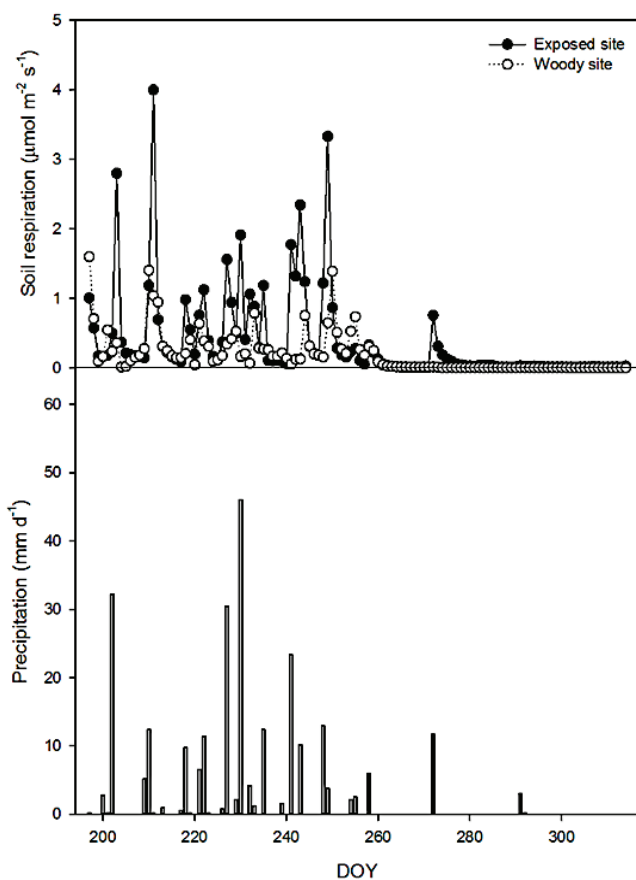 5
4
3
2
1
0
Soil respiration (μmol m⁻² s⁻¹)
Exposed site
Woody site
60
50
40
30
20
10
0
Precipitation (mm d⁻¹)
200 220 240 260 280 300
DOY